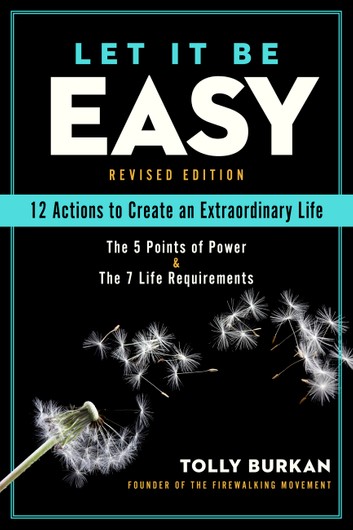 LET IT BE
EASY
REVISED EDITION
12 Actions to Create an Extraordinary Life
The 5 Points of Power
&
The 7 Life Requirements
TOLLY BURKAN
FOUNDER OF THE FIREWALKING MOVEMENT